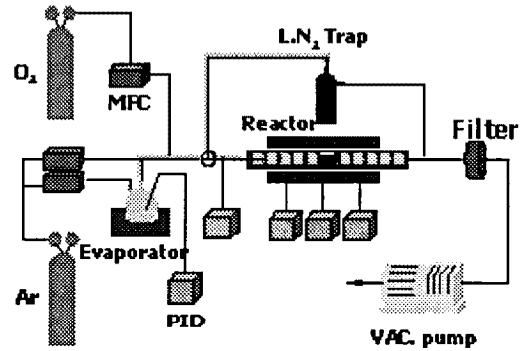 L.N₂ Trap
O₂
MFC
Reactor
Filter
Evaporator
Ar
PID
VAC. pump